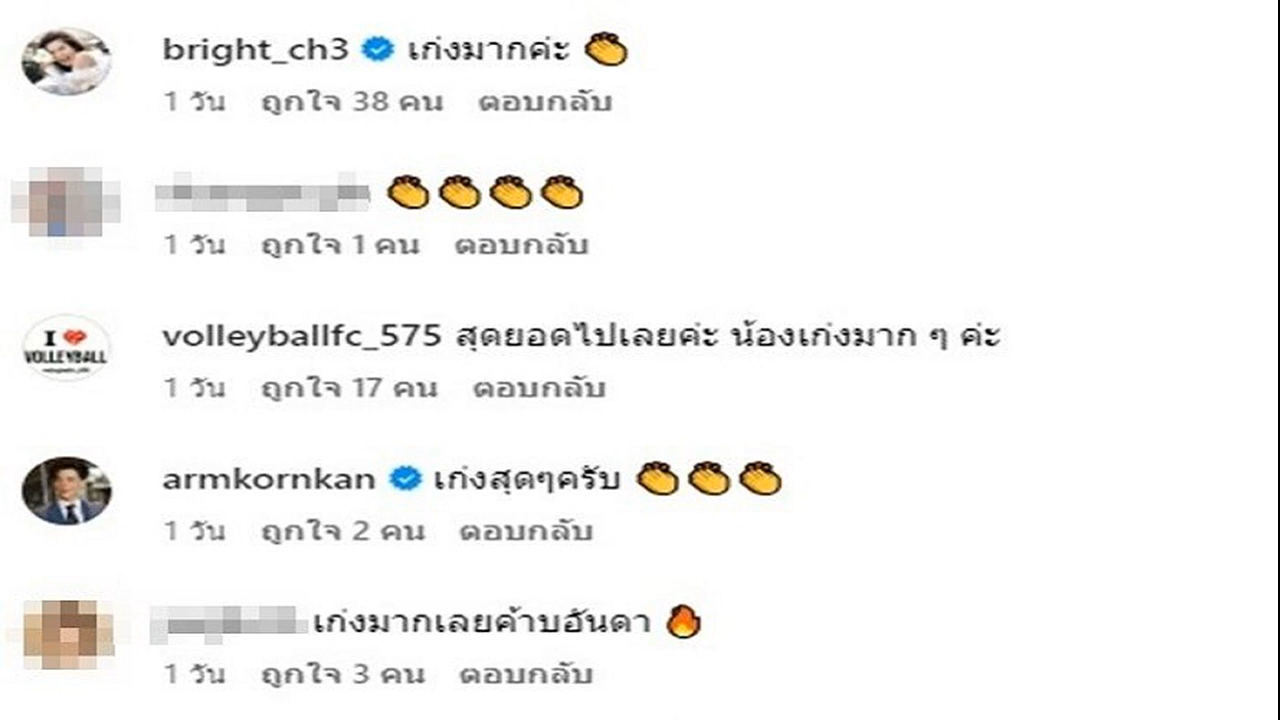 bright_ch3 เก่งมากค่ะ 👏
1 วัน ถูกใจ 38 คน ตอบกลับ
👏👏👏👏
1 วัน ถูกใจ 1 คน ตอบกลับ
I ❤ VOLLEYBALL
volleyballfc_575 สุดยอดไปเลยค่ะ น้องเก่งมาก ๆ ค่ะ
1 วัน ถูกใจ 17 คน ตอบกลับ
armkornkan เก่งสุดๆครับ 👏👏👏
1 วัน ถูกใจ 2 คน ตอบกลับ
เก่งมากเลยค้าบอันดา 🔥
1 วัน ถูกใจ 3 คน ตอบกลับ